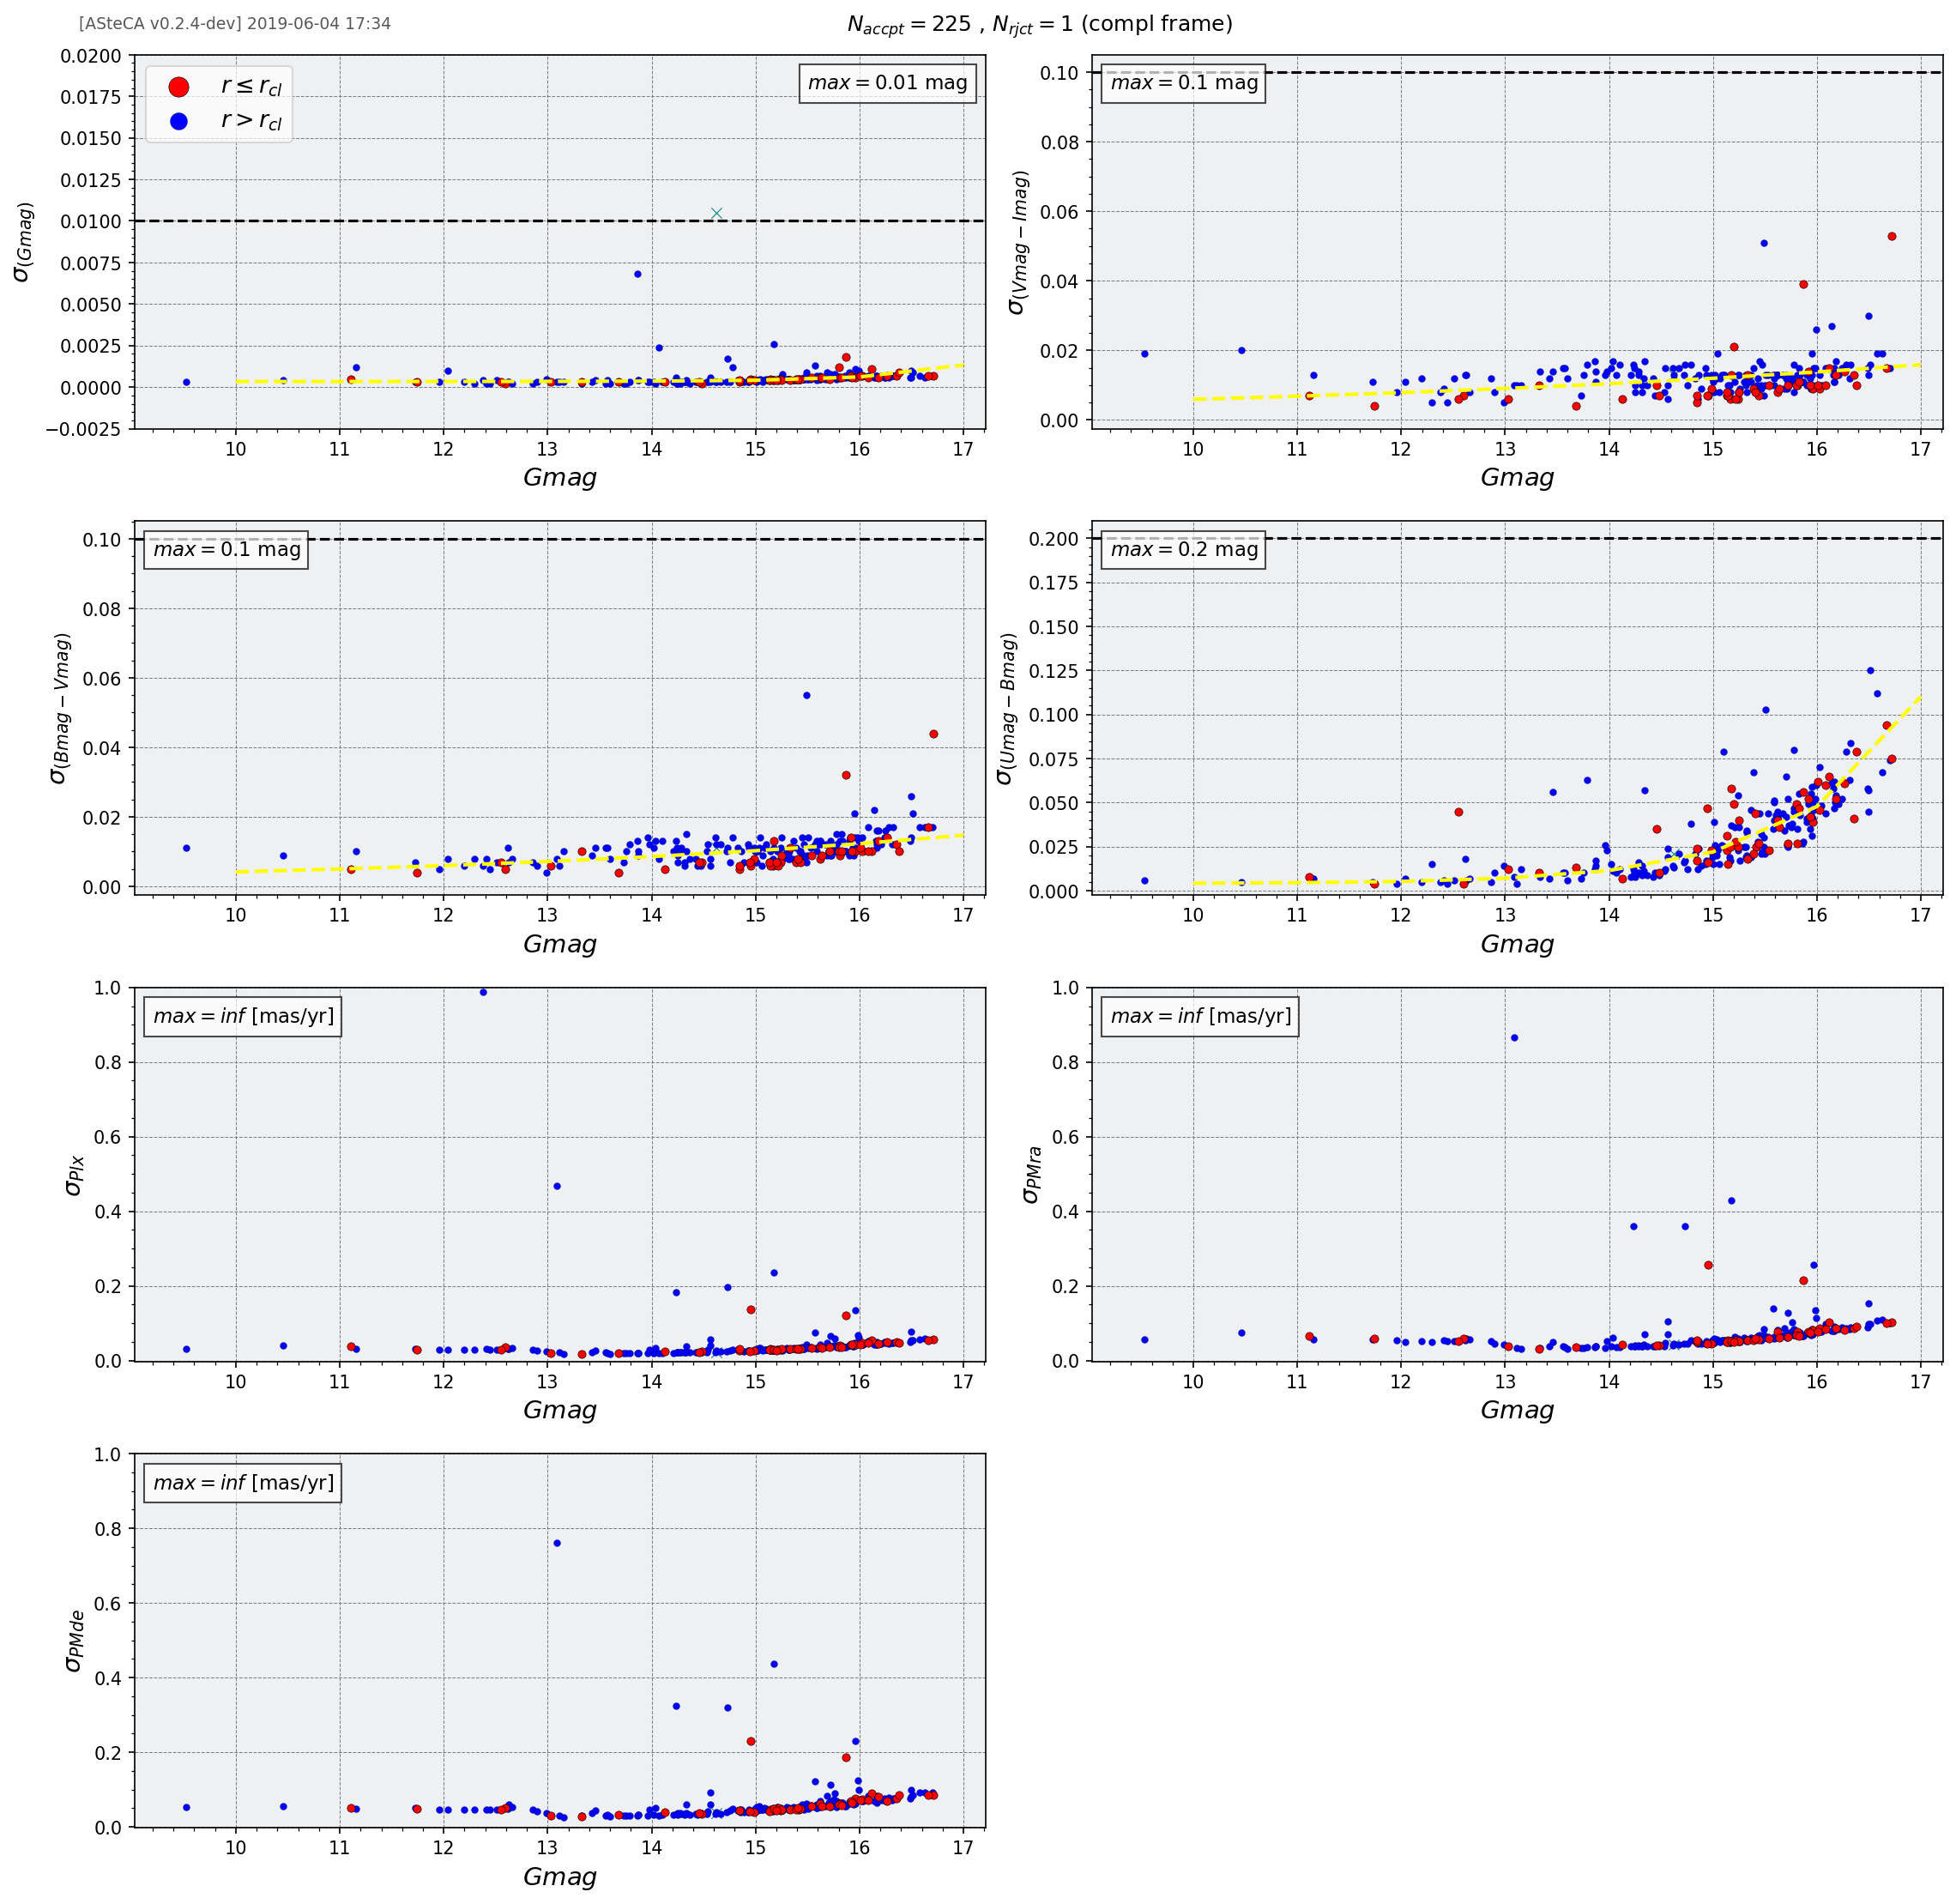 [ASteCA v0.2.4-dev] 2019-06-04 17:34
N_accpt = 225 , N_rjct = 1 (compl frame)
0.0200
0.0175
0.0150
0.0125
0.0100
0.0075
0.0050
0.0025
0.0000
−0.0025
σ(Gmag)
r ≤ r_cl
r > r_cl
max = 0.01 mag
10 11 12 13 14 15 16 17
Gmag
0.10
0.08
0.06
0.04
0.02
0.00
σ(Vmag − Imag)
max = 0.1 mag
10 11 12 13 14 15 16 17
Gmag
0.10
0.08
0.06
0.04
0.02
0.00
σ(Bmag − Vmag)
max = 0.1 mag
10 11 12 13 14 15 16 17
Gmag
0.200
0.175
0.150
0.125
0.100
0.075
0.050
0.025
0.000
σ(Umag − Bmag)
max = 0.2 mag
10 11 12 13 14 15 16 17
Gmag
1.0
0.8
0.6
0.4
0.2
0.0
σPlx
max = inf [mas/yr]
10 11 12 13 14 15 16 17
Gmag
1.0
0.8
0.6
0.4
0.2
0.0
σPMra
max = inf [mas/yr]
10 11 12 13 14 15 16 17
Gmag
1.0
0.8
0.6
0.4
0.2
0.0
σPMde
max = inf [mas/yr]
10 11 12 13 14 15 16 17
Gmag